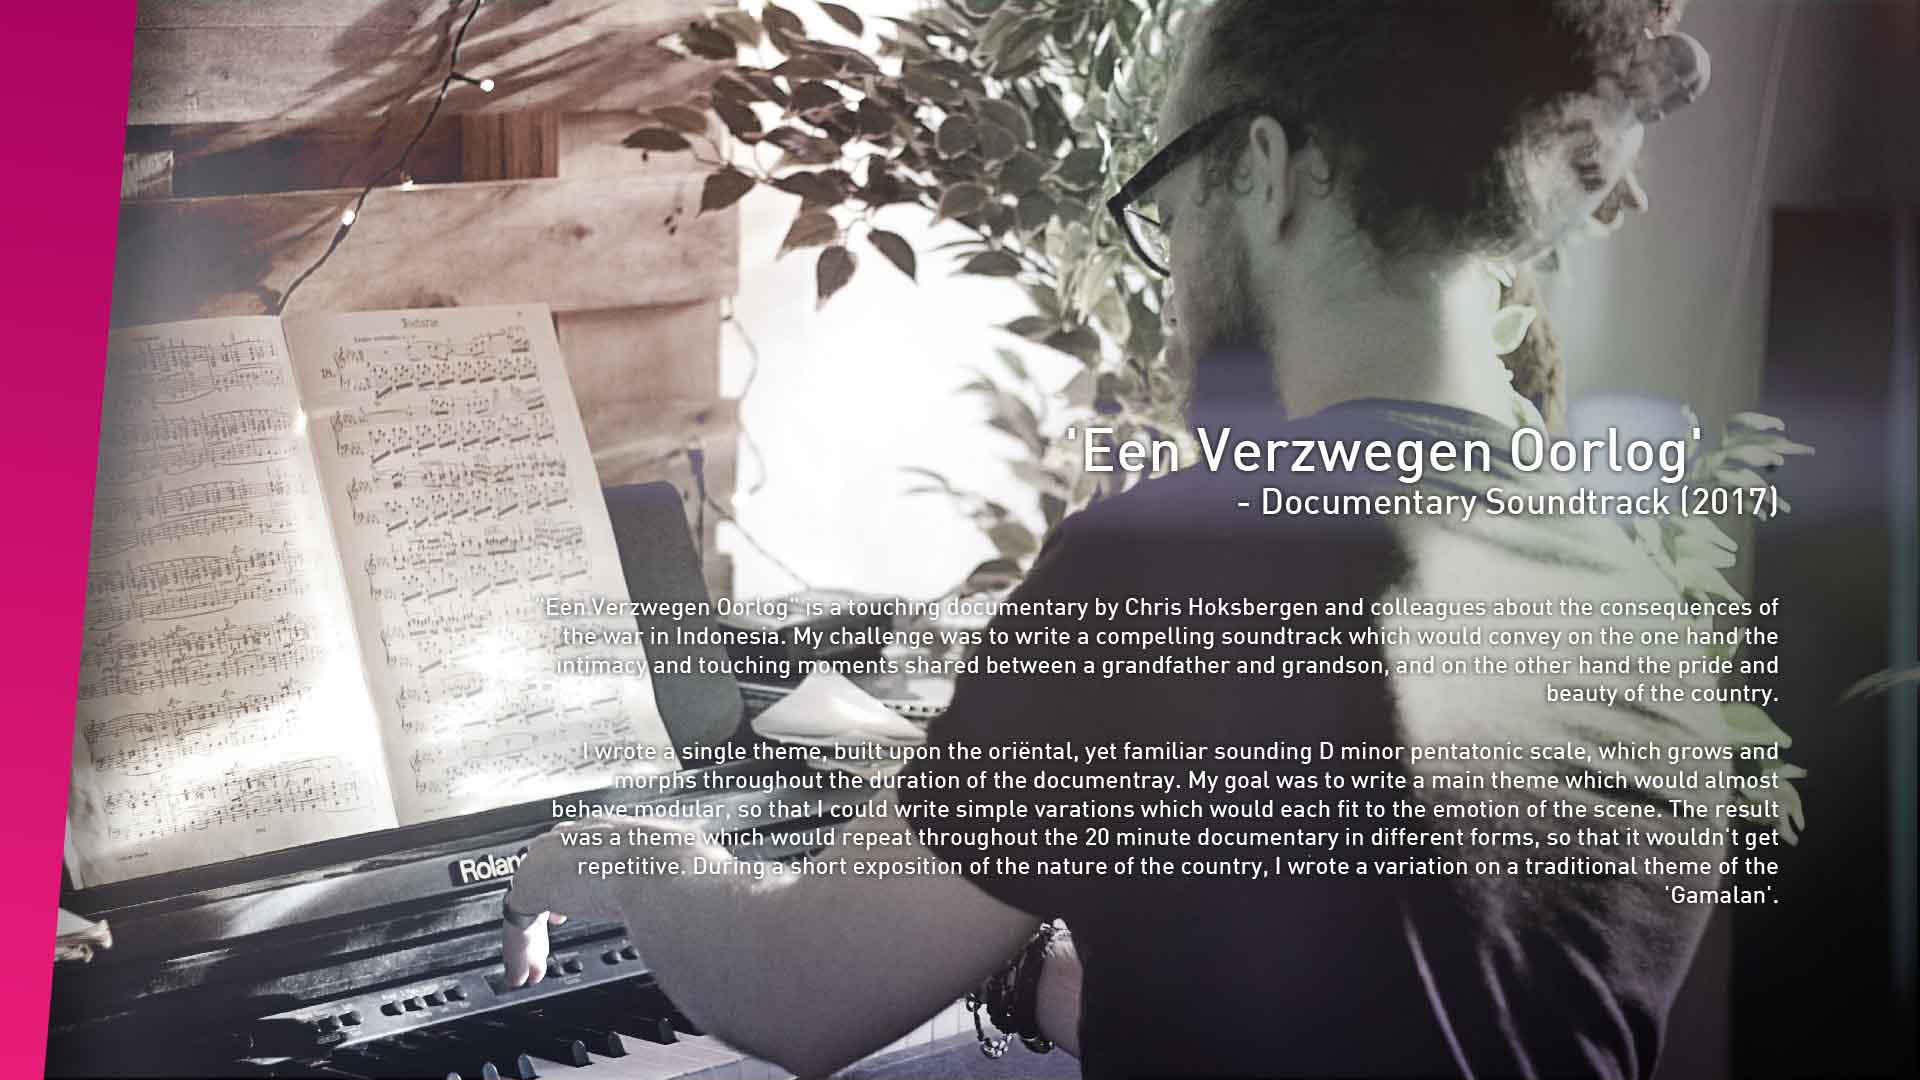 'Een Verzwegen Oorlog'
- Documentary Soundtrack (2017)
"Een Verzwegen Oorlog" is a touching documentary by Chris Hoksbergen and colleagues about the consequences of
the war in Indonesia. My challenge was to write a compelling soundtrack which would convey on the one hand the
intimacy and touching moments shared between a grandfather and grandson, and on the other hand the pride and
beauty of the country.
I wrote a single theme, built upon the oriëntal, yet familiar sounding D minor pentatonic scale, which grows and
morphs throughout the duration of the documentray. My goal was to write a main theme which would almost
behave modular, so that I could write simple varations which would each fit to the emotion of the scene. The result
was a theme which would repeat throughout the 20 minute documentary in different forms, so that it wouldn't get
repetitive. During a short exposition of the nature of the country, I wrote a variation on a traditional theme of the
'Gamalan'.
Rolan